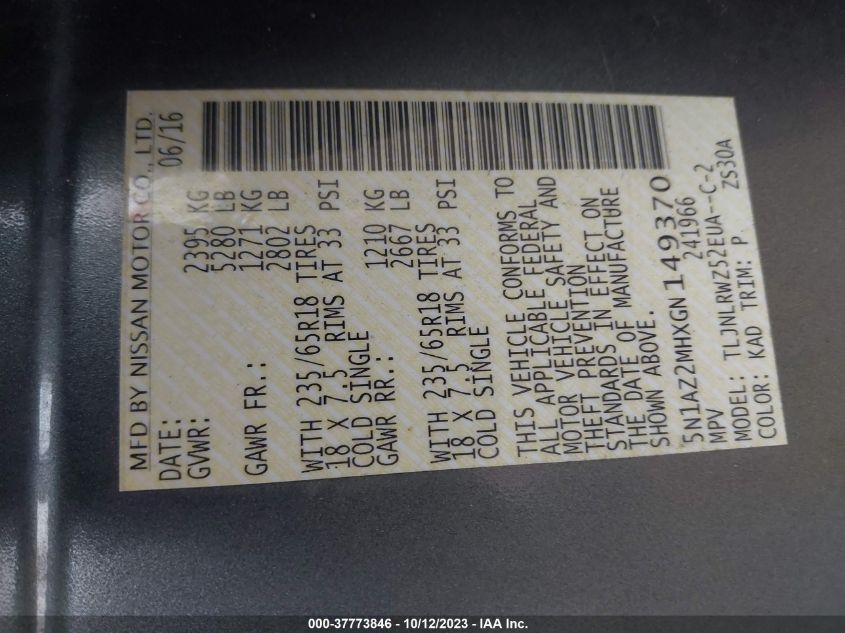 MFD BY NISSAN MOTOR CO., LTD.
DATE: 06/16
GVWR: 2395 KG
5280 LB
GAWR FR.: 1271 KG
2802 LB
WITH 235/65R18 TIRES
18 X 7.5 RIMS AT 33 PSI
COLD SINGLE
GAWR RR.: 1210 KG
2667 LB
WITH 235/65R18 TIRES
18 X 7.5 RIMS AT 33 PSI
COLD SINGLE
THIS VEHICLE CONFORMS TO
ALL APPLICABLE FEDERAL
MOTOR VEHICLE SAFETY AND
THEFT PREVENTION
STANDARDS IN EFFECT ON
THE DATE OF MANUFACTURE
SHOWN ABOVE.
5N1AZ2MHXGN149370
MPV 241966
MODEL: TLJNLRWZ52EUA--C-2
COLOR: KAD TRIM: P ZS30A
000-37773846 - 10/12/2023 - IAA Inc.